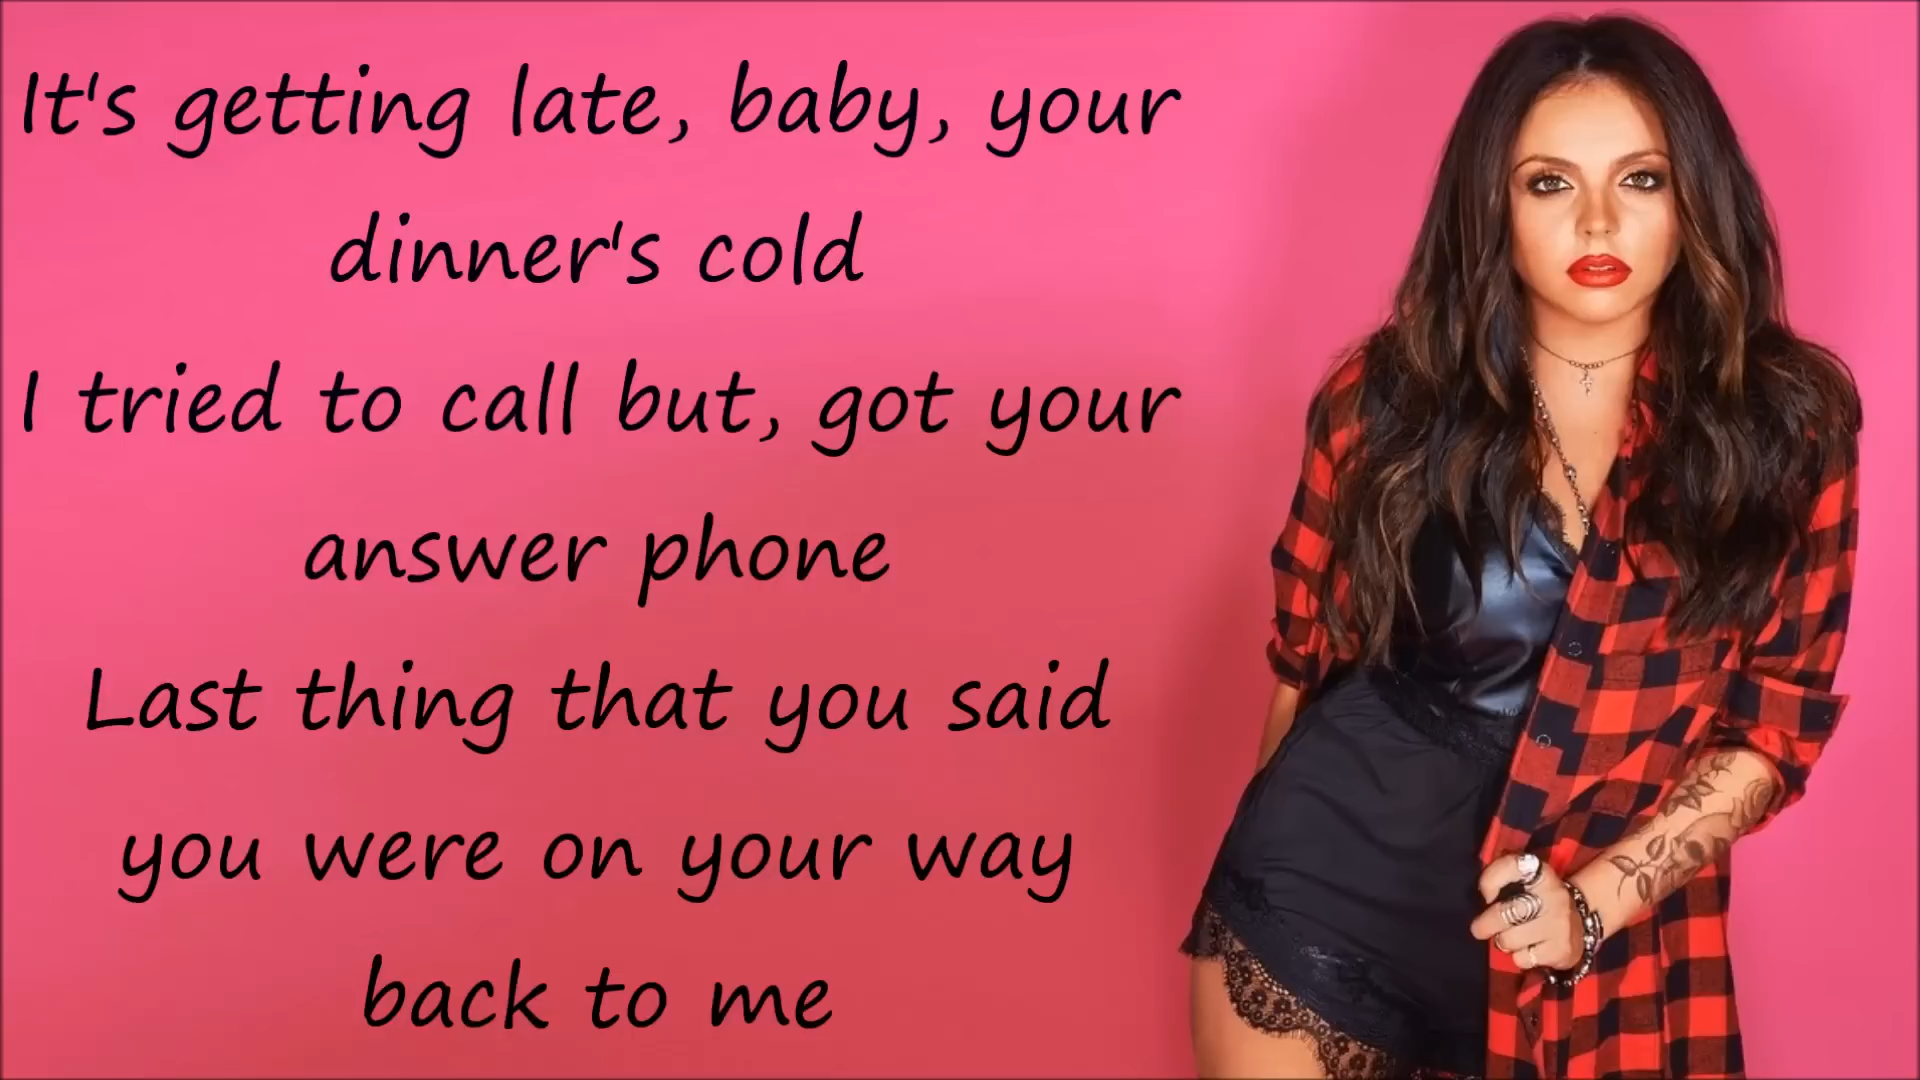 It's getting late, baby, your
dinner's cold
I tried to call but, got your
answer phone
Last thing that you said
you were on your way
back to me